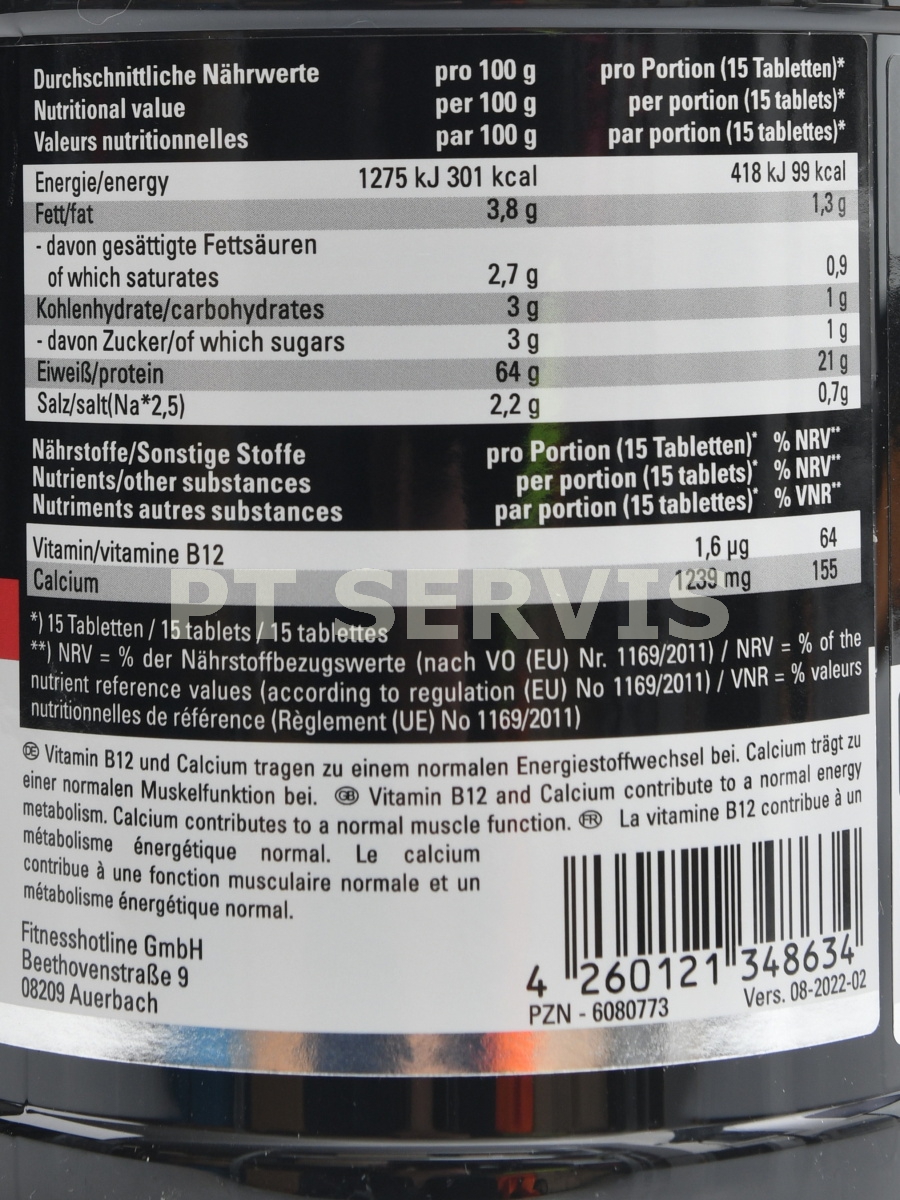 Durchschnittliche Nährwerte pro 100 g pro Portion (15 Tabletten)*
Nutritional value per 100 g per portion (15 tablets)*
Valeurs nutritionnelles par 100 g par portion (15 tablettes)*
Energie/energy 1275 kJ 301 kcal 418 kJ 99 kcal
Fett/fat 3,8 g 1,3 g
- davon gesättigte Fettsäuren
of which saturates 2,7 g 0,9
Kohlenhydrate/carbohydrates 3 g 1 g
- davon Zucker/of which sugars 3 g 1 g
Eiweiß/protein 64 g 21 g
Salz/salt(Na*2,5) 2,2 g 0,7g
Nährstoffe/Sonstige Stoffe pro Portion (15 Tabletten)* % NRV**
Nutrients/other substances per portion (15 tablets)* % NRV**
Nutriments autres substances par portion (15 tablettes)* % VNR**
Vitamin/vitamine B12 1,6 µg 64
Calcium 1239 mg 155
PT SERVIS
*) 15 Tabletten / 15 tablets / 15 tablettes
**) NRV = % der Nährstoffbezugswerte (nach VO (EU) Nr. 1169/2011) / NRV = % of the
nutrient reference values (according to regulation (EU) No 1169/2011) / VNR = % valeurs
nutritionnelles de référence (Règlement (UE) No 1169/2011)
DE Vitamin B12 und Calcium tragen zu einem normalen Energiestoffwechsel bei. Calcium trägt zu
einer normalen Muskelfunktion bei. GB Vitamin B12 and Calcium contribute to a normal energy
metabolism. Calcium contributes to a normal muscle function. FR La vitamine B12 contribue à un
métabolisme énergétique normal. Le calcium
contribue à une fonction musculaire normale et un
métabolisme énergétique normal.
Fitnesshotline GmbH
Beethovenstraße 9
08209 Auerbach
4 260121 348634
PZN - 6080773 Vers. 08-2022-02